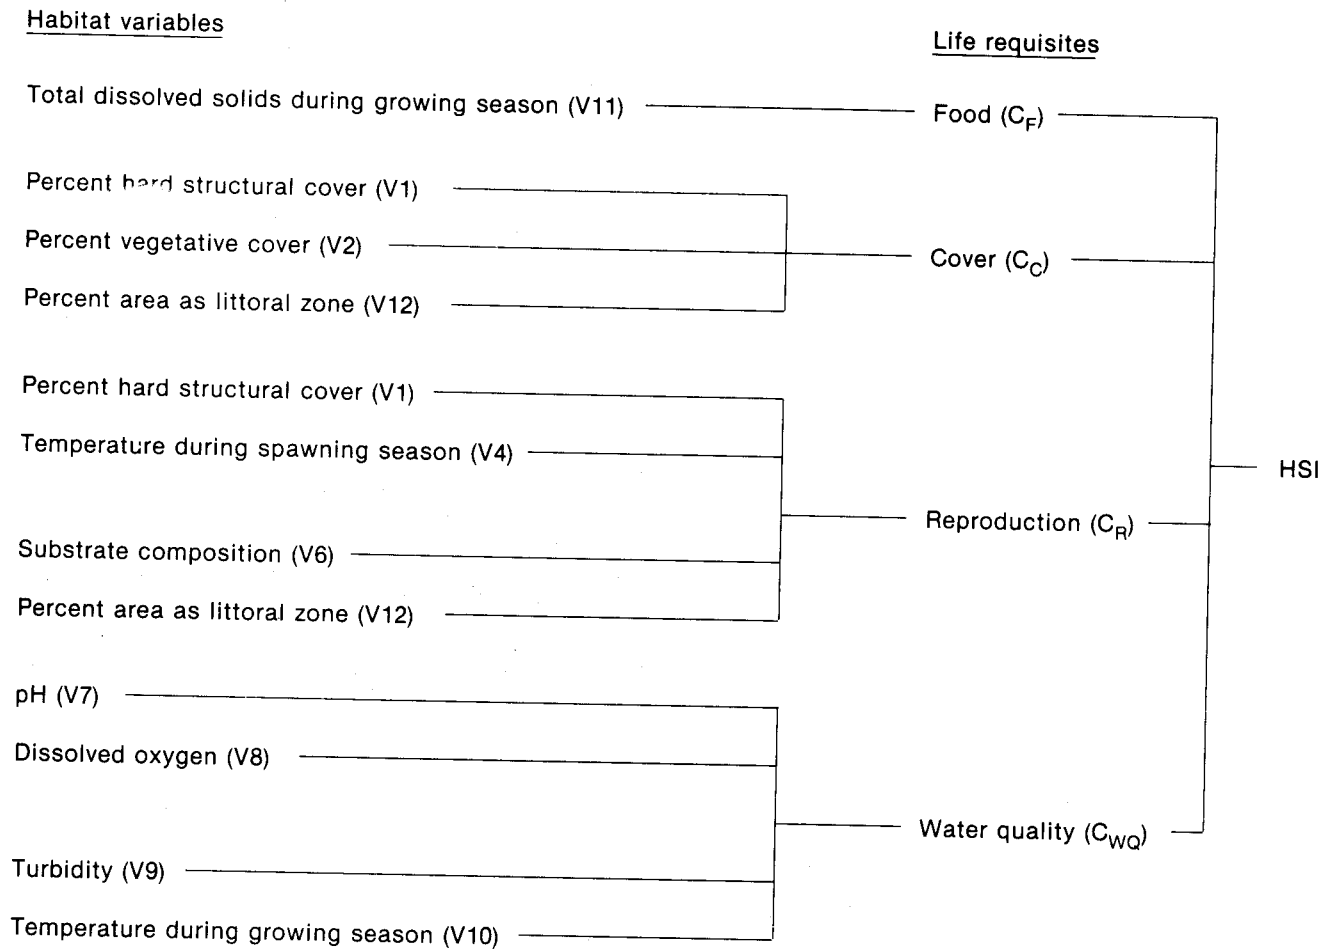 Habitat variables
Life requisites
Total dissolved solids during growing season (V11)
Food (C_F)
Percent hard structural cover (V1)
Percent vegetative cover (V2)
Cover (C_C)
Percent area as littoral zone (V12)
Percent hard structural cover (V1)
Temperature during spawning season (V4)
HSI
Reproduction (C_R)
Substrate composition (V6)
Percent area as littoral zone (V12)
pH (V7)
Dissolved oxygen (V8)
Water quality (C_WQ)
Turbidity (V9)
Temperature during growing season (V10)